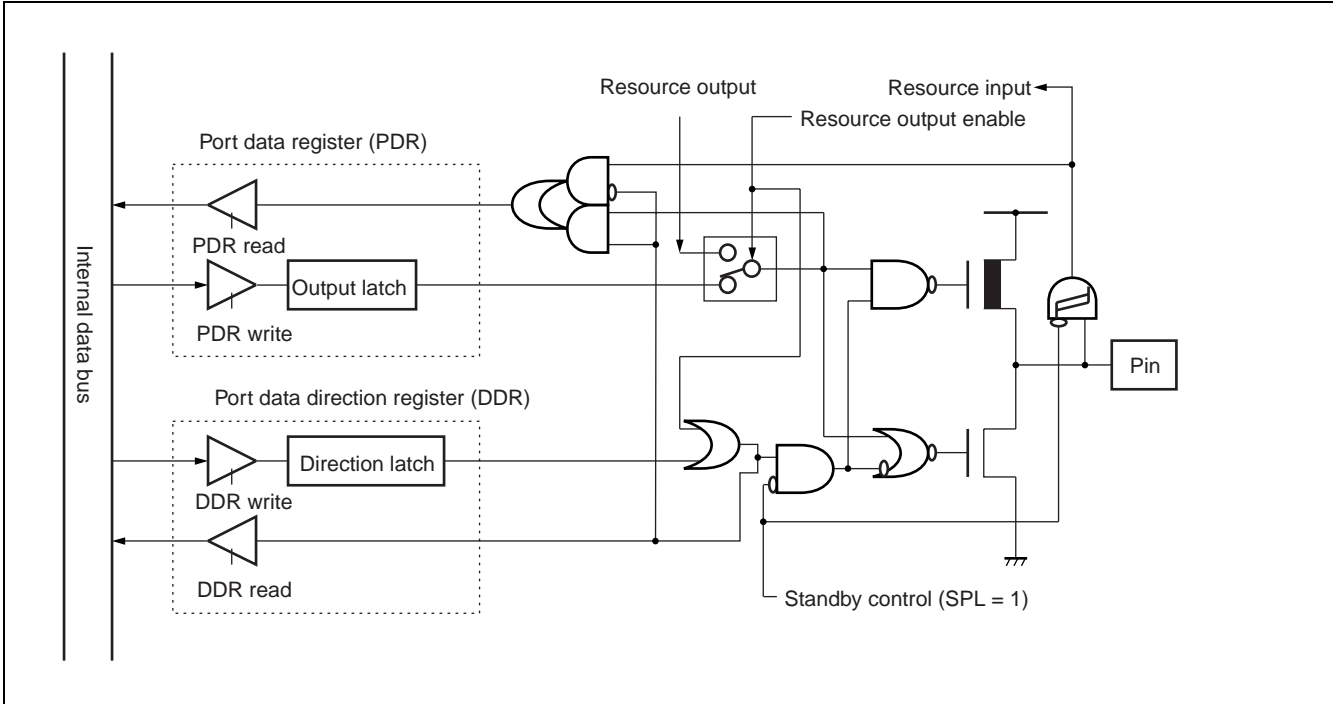 Resource output
Resource input
Resource output enable
Port data register (PDR)
PDR read
Output latch
PDR write
Internal data bus
Pin
Port data direction register (DDR)
Direction latch
DDR write
DDR read
Standby control (SPL = 1)